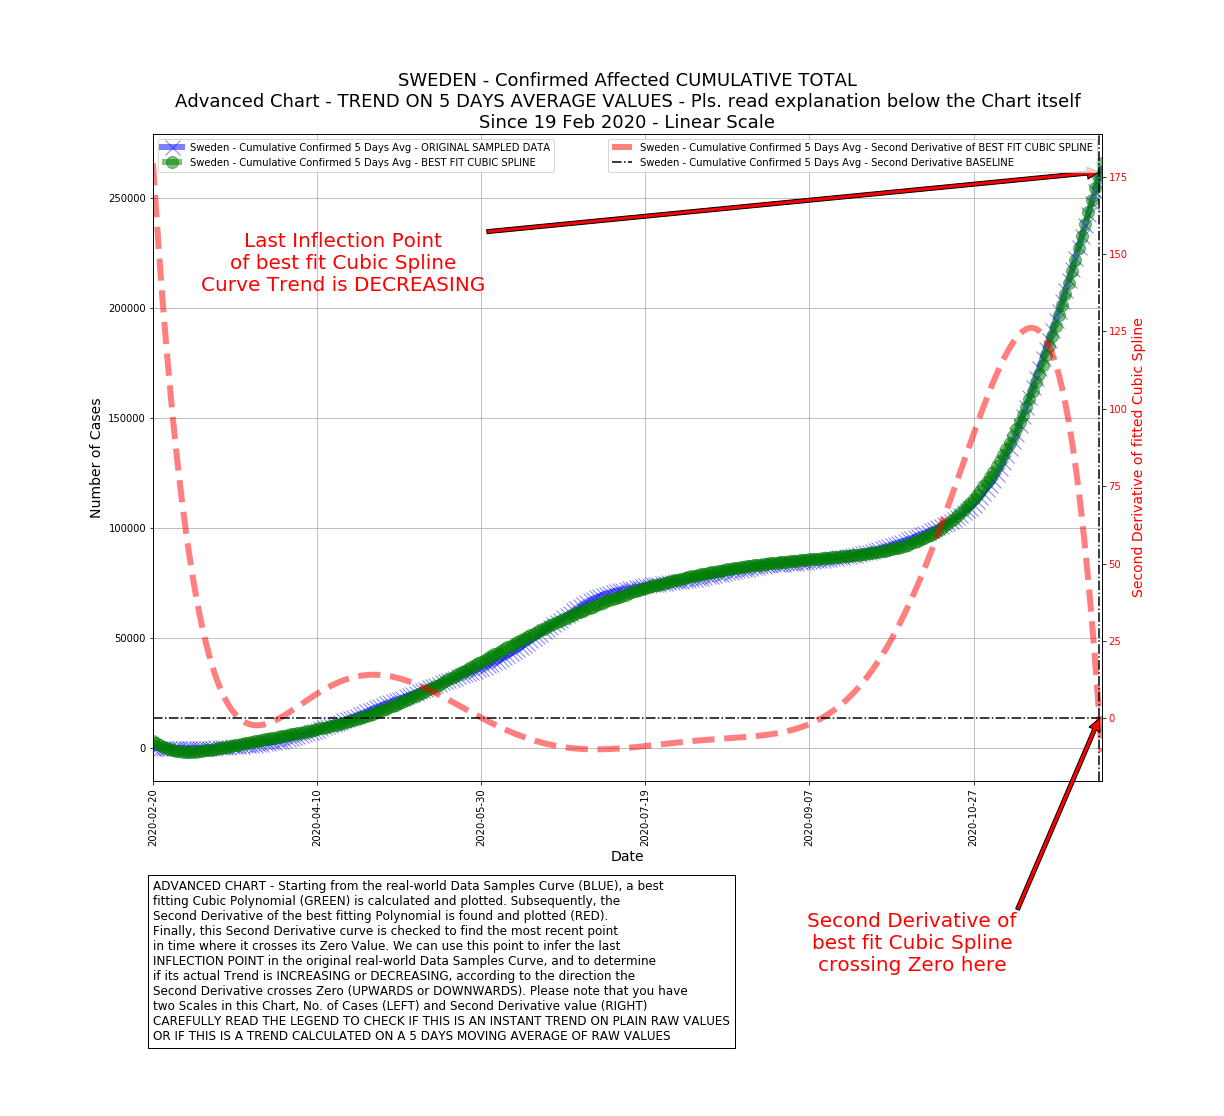 SWEDEN - Confirmed Affected CUMULATIVE TOTAL
Advanced Chart - TREND ON 5 DAYS AVERAGE VALUES - Pls. read explanation below the Chart itself
Since 19 Feb 2020 - Linear Scale
Sweden - Cumulative Confirmed 5 Days Avg - ORIGINAL SAMPLED DATA
Sweden - Cumulative Confirmed 5 Days Avg - BEST FIT CUBIC SPLINE
Sweden - Cumulative Confirmed 5 Days Avg - Second Derivative of BEST FIT CUBIC SPLINE
Sweden - Cumulative Confirmed 5 Days Avg - Second Derivative BASELINE
Last Inflection Point
of best fit Cubic Spline
Curve Trend is DECREASING
Number of Cases
250000
200000
150000
100000
50000
0
175
150
125
100
75
50
25
0
Second Derivative of fitted Cubic Spline
2020-02-20
2020-04-10
2020-05-30
2020-07-19
2020-09-07
2020-10-27
Date
Second Derivative of
best fit Cubic Spline
crossing Zero here
ADVANCED CHART - Starting from the real-world Data Samples Curve (BLUE), a best
fitting Cubic Polynomial (GREEN) is calculated and plotted. Subsequently, the
Second Derivative of the best fitting Polynomial is found and plotted (RED).
Finally, this Second Derivative curve is checked to find the most recent point
in time where it crosses its Zero Value. We can use this point to infer the last
INFLECTION POINT in the original real-world Data Samples Curve, and to determine
if its actual Trend is INCREASING or DECREASING, according to the direction the
Second Derivative crosses Zero (UPWARDS or DOWNWARDS). Please note that you have
two Scales in this Chart, No. of Cases (LEFT) and Second Derivative value (RIGHT)
CAREFULLY READ THE LEGEND TO CHECK IF THIS IS AN INSTANT TREND ON PLAIN RAW VALUES
OR IF THIS IS A TREND CALCULATED ON A 5 DAYS MOVING AVERAGE OF RAW VALUES